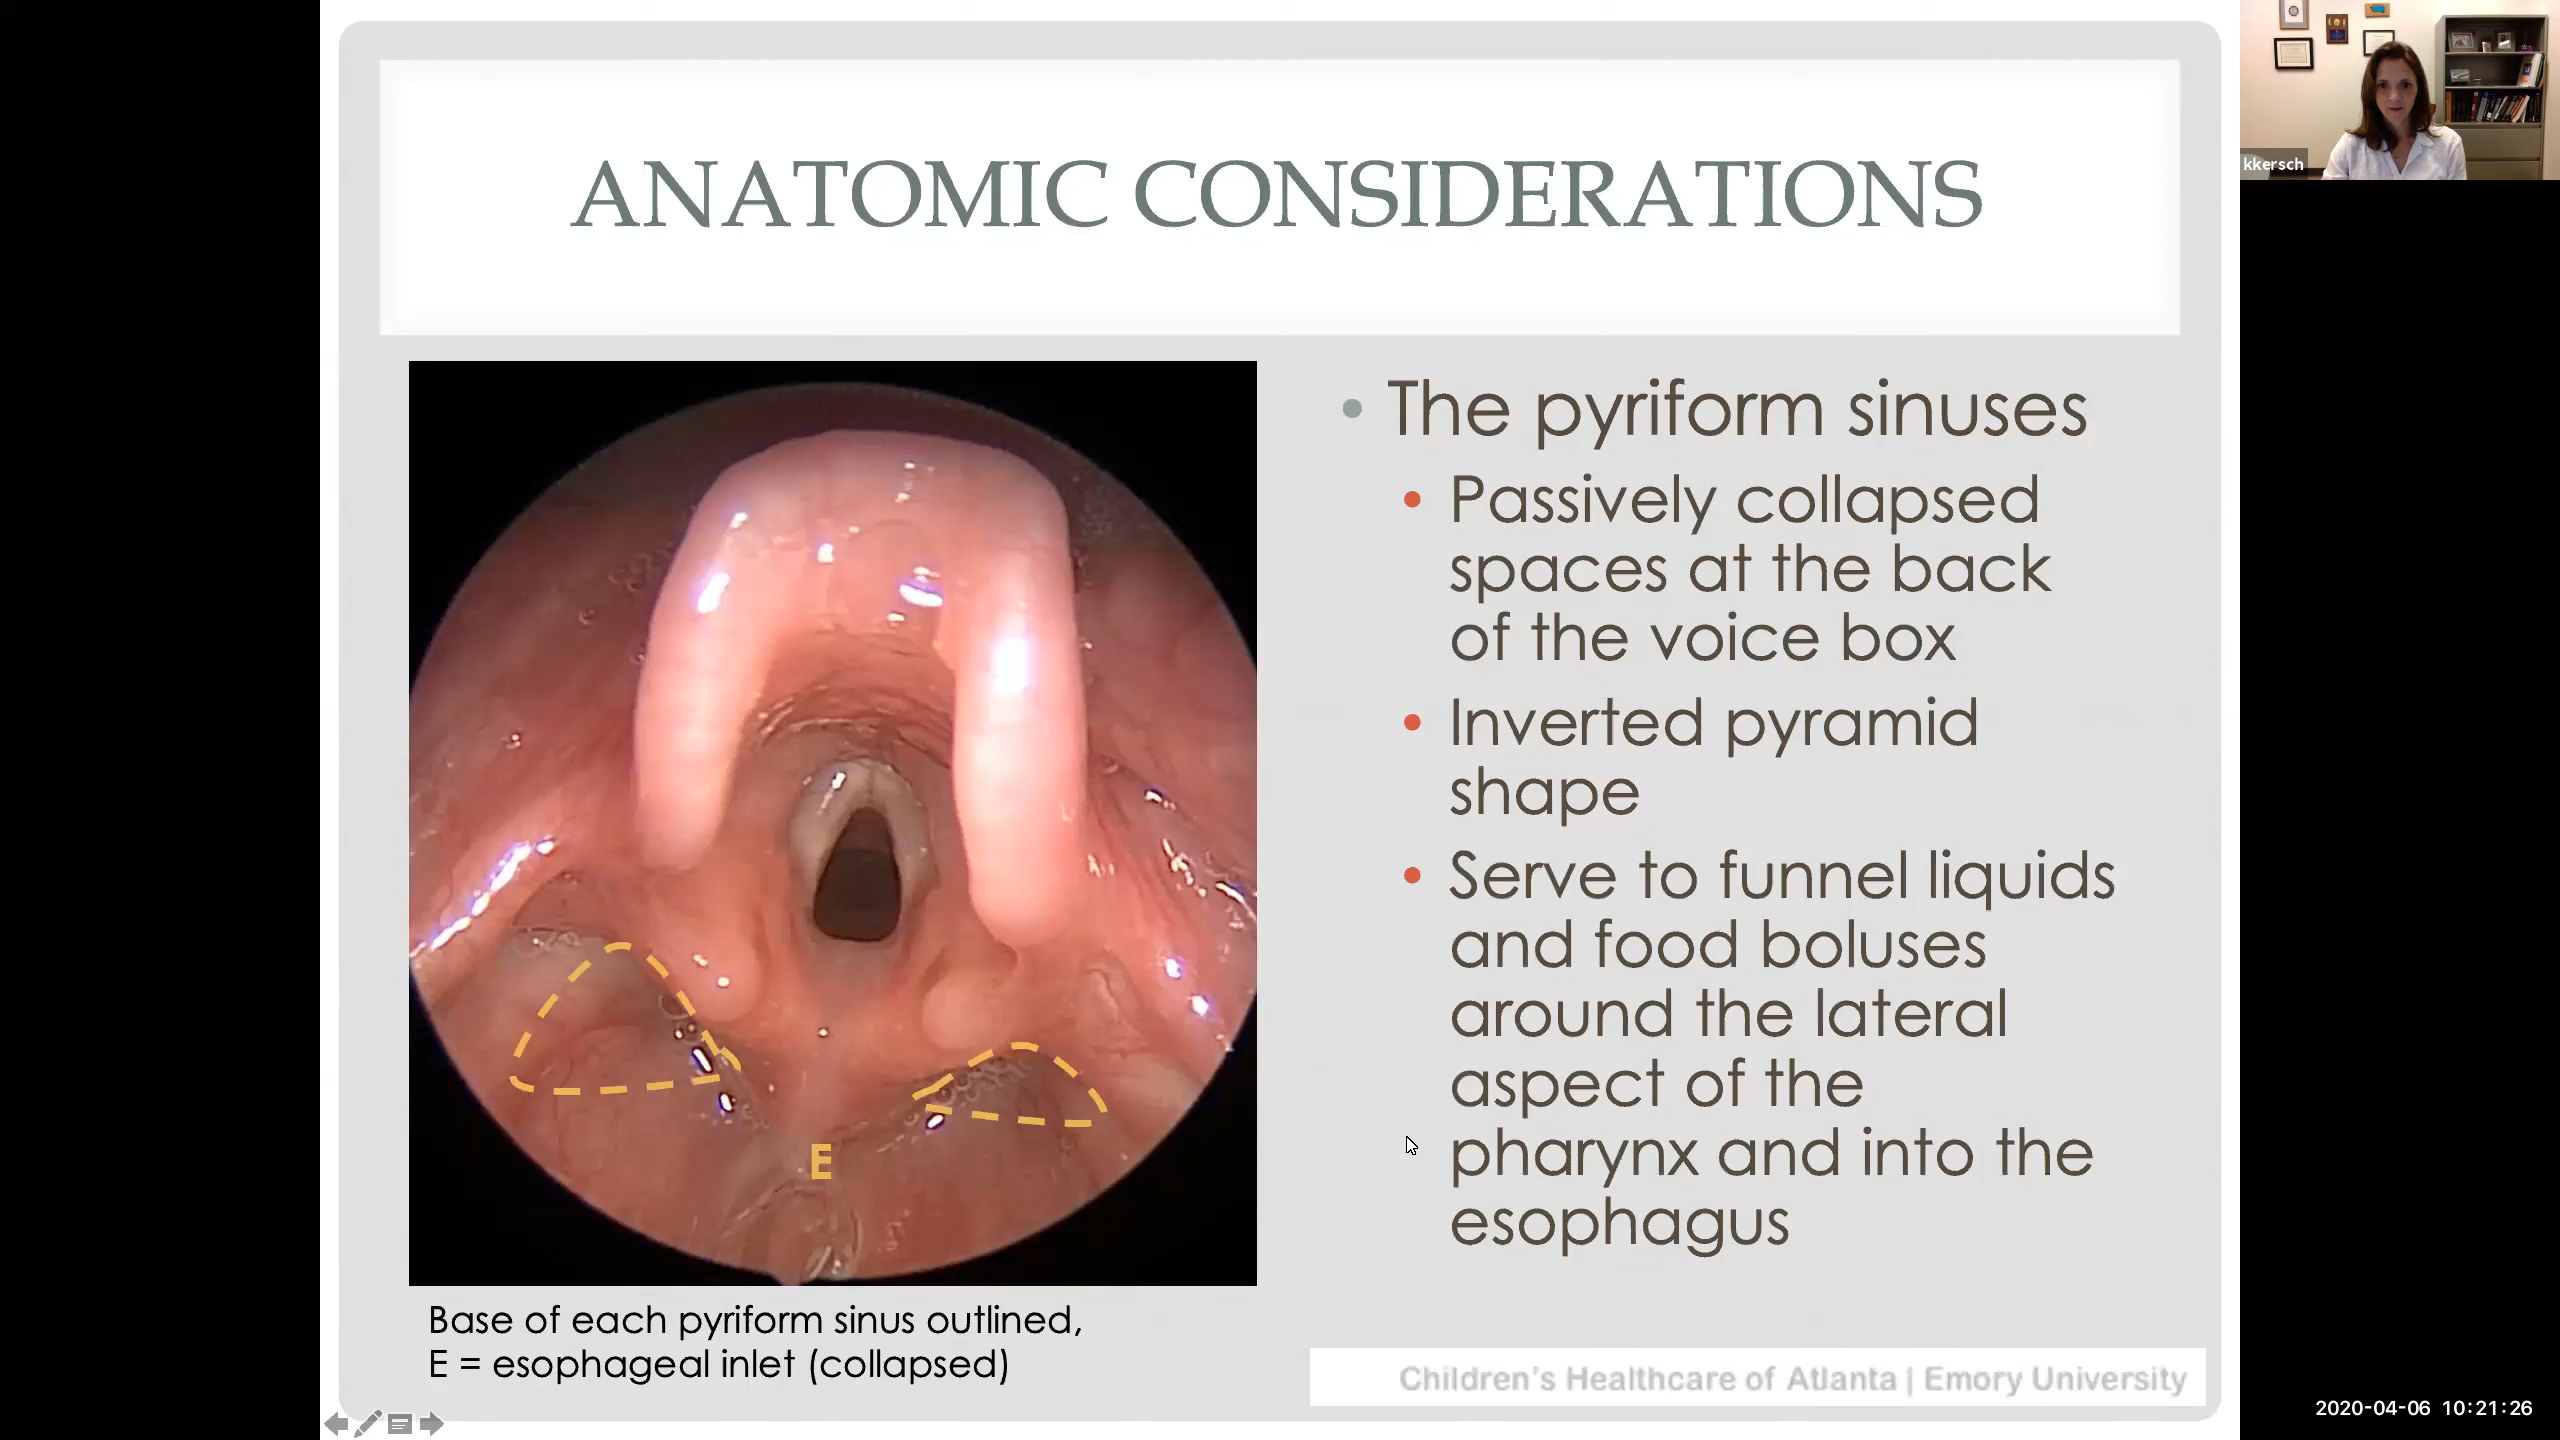 ANATOMIC CONSIDERATIONS
kkersch
• The pyriform sinuses
• Passively collapsed
spaces at the back
of the voice box
• Inverted pyramid
shape
• Serve to funnel liquids
and food boluses
around the lateral
aspect of the
pharynx and into the
esophagus
E
Base of each pyriform sinus outlined,
E = esophageal inlet (collapsed)
Children's Healthcare of Atlanta | Emory University
2020-04-06 10:21:26